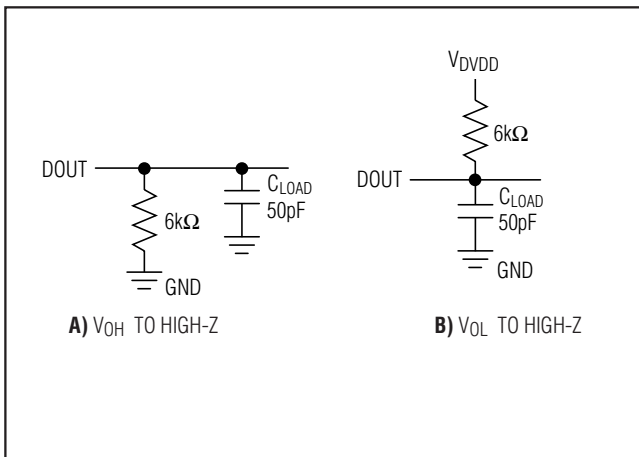 DOUT
6kΩ
C_LOAD
50pF
GND
A) V_OH TO HIGH-Z
V_DVDD
6kΩ
DOUT
C_LOAD
50pF
GND
B) V_OL TO HIGH-Z